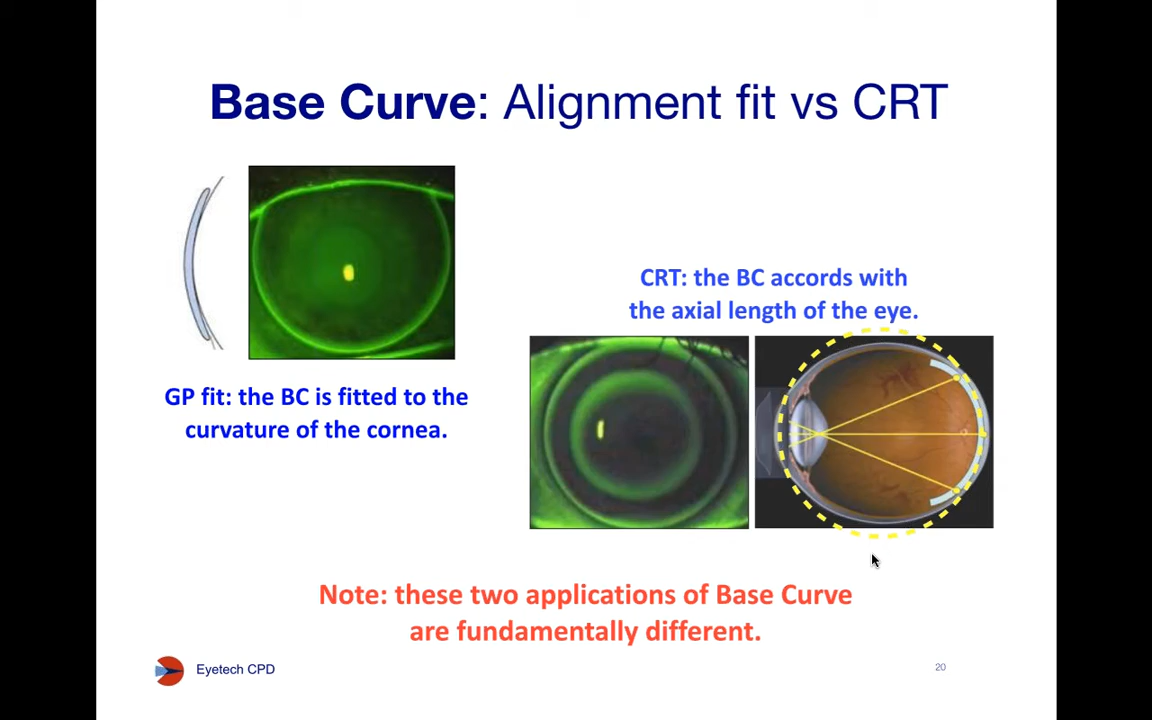 Base Curve: Alignment fit vs CRT
GP fit: the BC is fitted to the
curvature of the cornea.
CRT: the BC accords with
the axial length of the eye.
Note: these two applications of Base Curve
are fundamentally different.
Eyetech CPD
20